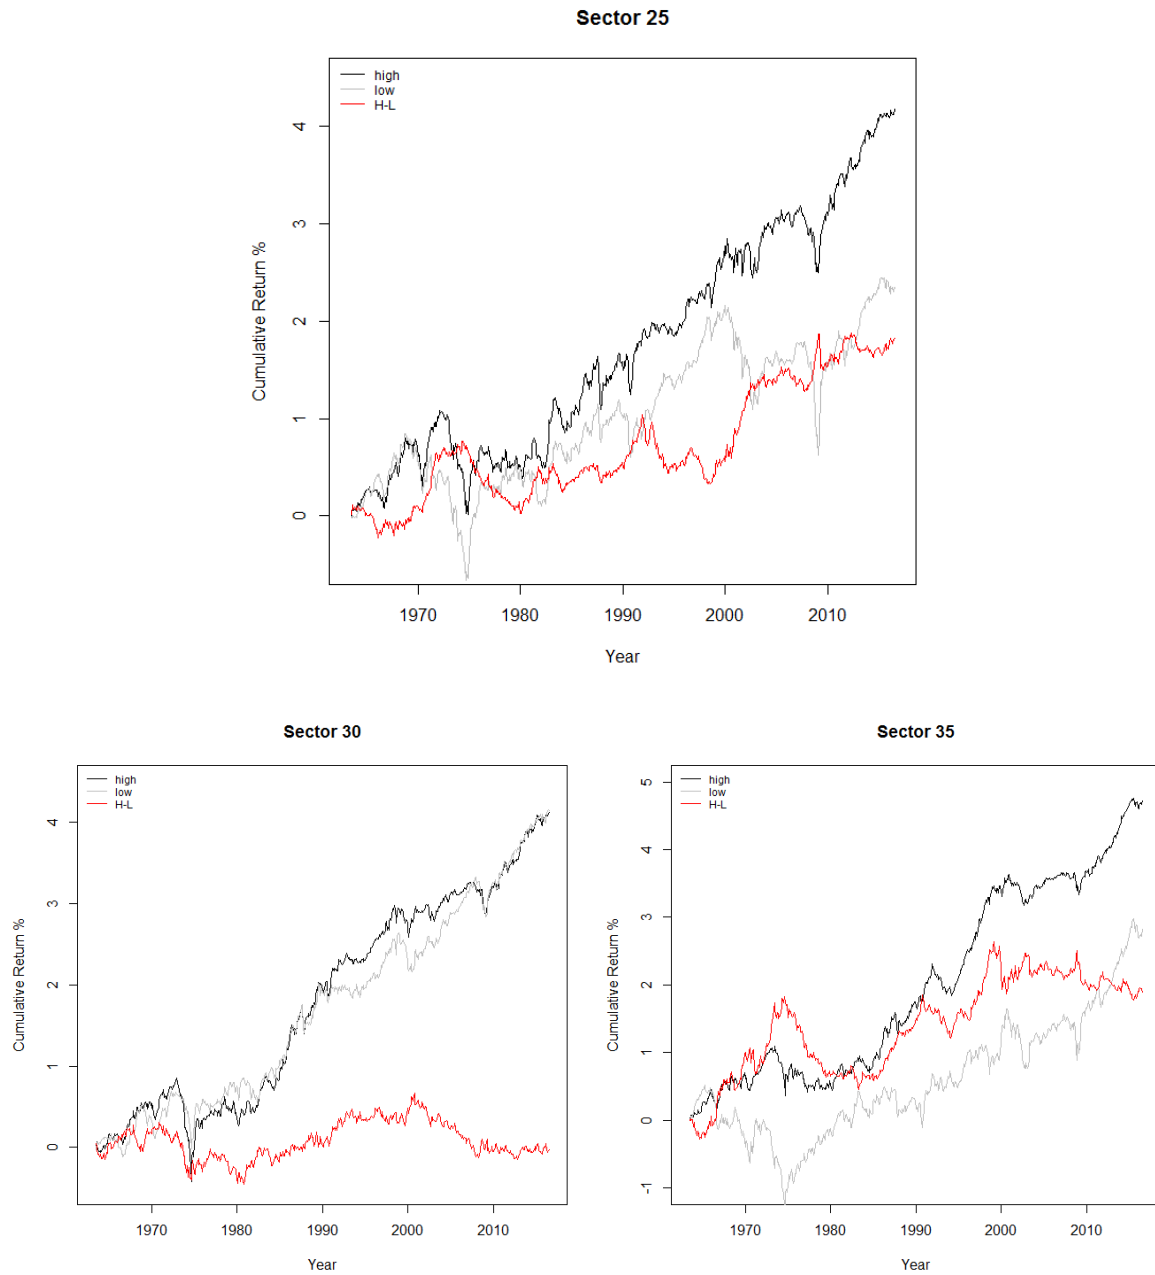 Sector 25
high
low
H-L
4
3
2
1
0
Cumulative Return %
1970 1980 1990 2000 2010
Year
Sector 30
high
low
H-L
4
3
2
1
0
Cumulative Return %
1970 1980 1990 2000 2010
Year
Sector 35
high
low
H-L
5
4
3
2
1
0
-1
Cumulative Return %
1970 1980 1990 2000 2010
Year